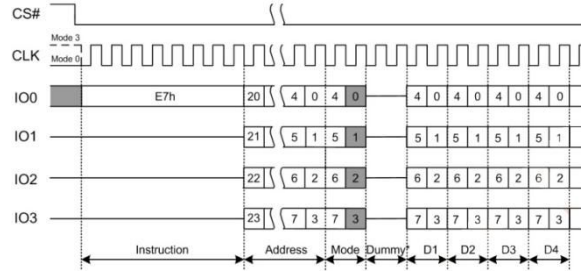 CS#
Mode 3
CLK
Mode 0
IO0 E7h 20 4 0 4 0 4 0 4 0 4 0 4 0
IO1 21 5 1 5 1 5 1 5 1 5 1 5 1
IO2 22 6 2 6 2 6 2 6 2 6 2 6 2
IO3 23 7 3 7 3 7 3 7 3 7 3 7 3
Instruction Address Mode Dummy* D1 D2 D3 D4